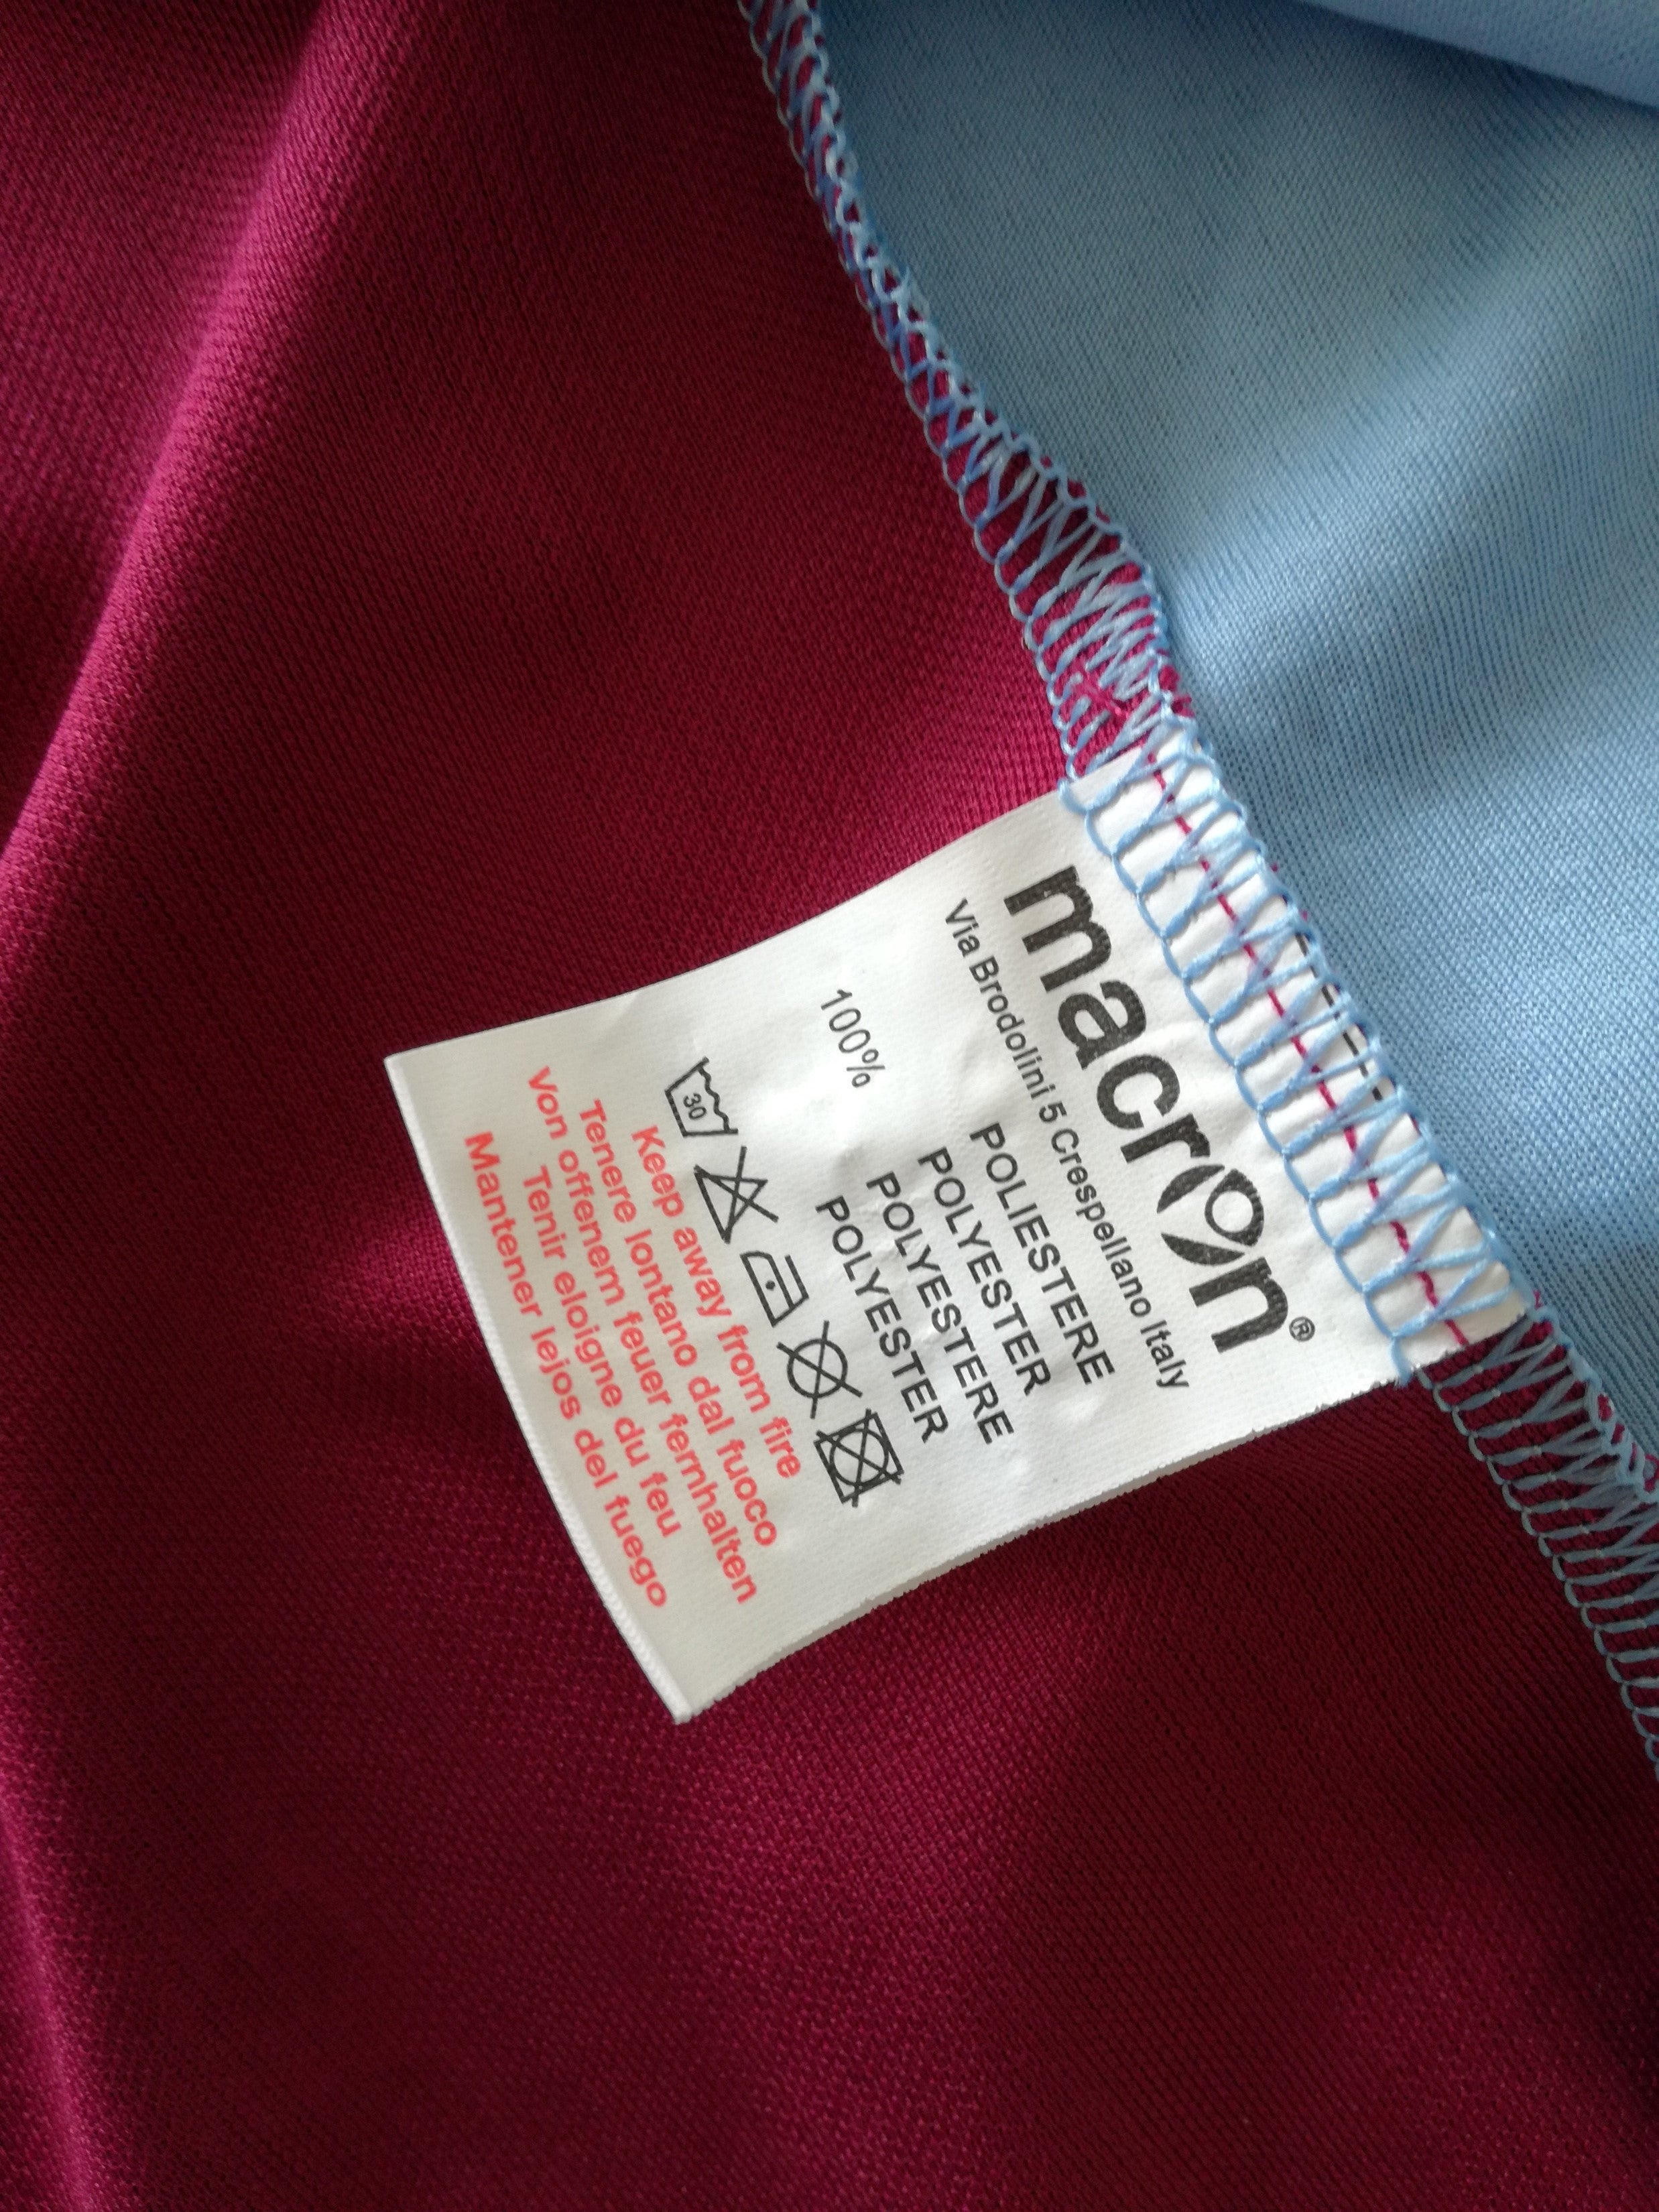 macron®
Via Brodolini 5 Crespellano Italy
POLIESTERE
POLYESTER
100% POLYESTERE
POLYESTER
30
Keep away from fire
Tenere lontano dal fuoco
von offenem feuer fernhalten
Tenir eloigne du feu
Mantener lejos del fuego